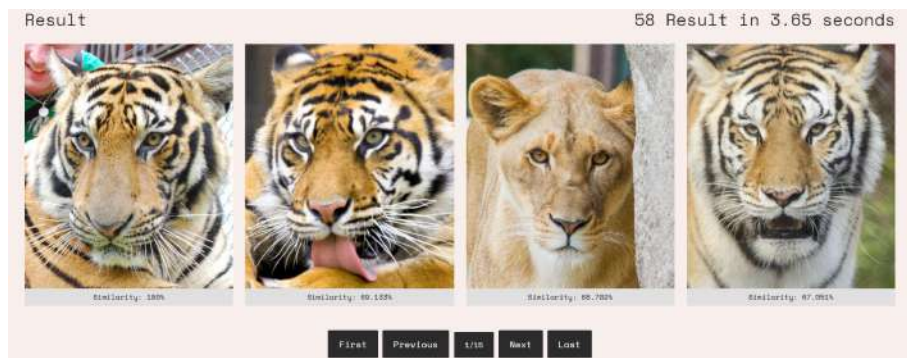 Result
58 Result in 3.65 seconds
Similarity: 100%
Similarity: 69.133%
Similarity: 68.702%
Similarity: 67.051%
First
Previous
1/15
Next
Last